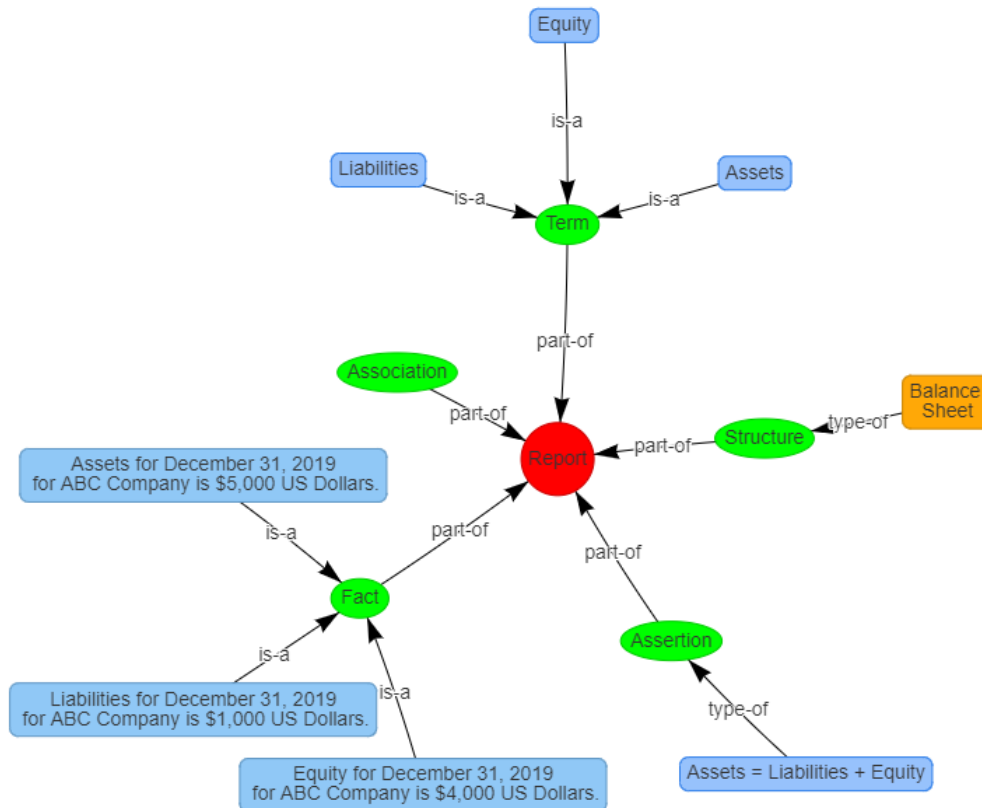 Equity
is-a
Liabilities
Assets
is-a
is-a
Term
part-of
Association
part-of
Balance
Sheet
type-of
Structure
part-of
Report
Assets for December 31, 2019
for ABC Company is $5,000 US Dollars.
is-a
part-of
part-of
Fact
Assertion
is-a
Liabilities for December 31, 2019
for ABC Company is $1,000 US Dollars.
is-a
type-of
Equity for December 31, 2019
for ABC Company is $4,000 US Dollars.
Assets = Liabilities + Equity